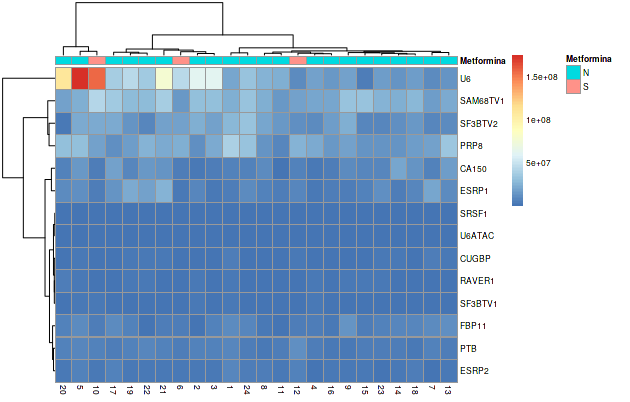 Metformina
Metformina
N
S
1.5e+08
1e+08
5e+07
U6
SAM68TV1
SF3BTV2
PRP8
CA150
ESRP1
SRSF1
U6ATAC
CUGBP
RAVER1
SF3BTV1
FBP11
PTB
ESRP2
20 5 10 17 19 22 21 6 2 3 1 24 8 11 12 4 16 9 15 23 14 18 7 13